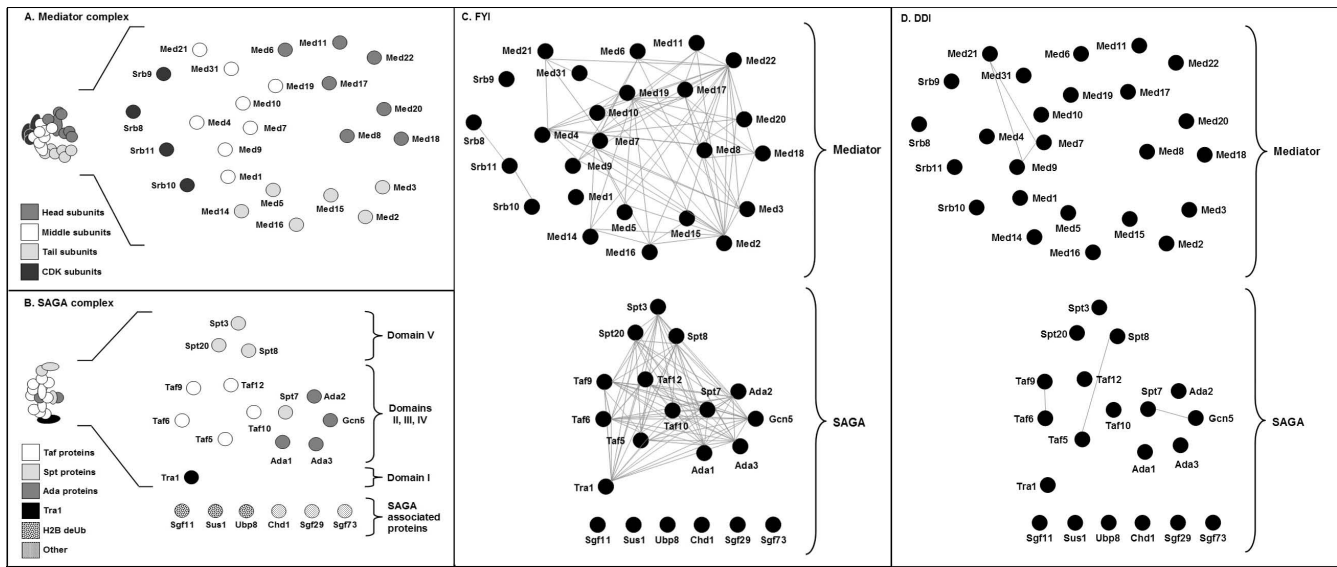 A. Mediator complex
Med21
Med6
Med11
Med22
Srb9
Med31
Med19
Med17
Med10
Med20
Srb8
Med4
Med7
Med8
Med18
Srb11
Med9
Srb10
Med1
Med5
Med15
Med3
Med14
Med16
Med2
Head subunits
Middle subunits
Tail subunits
CDK subunits
B. SAGA complex
Spt3
Spt20
Spt8
Domain V
Taf9
Taf12
Spt7
Ada2
Taf6
Taf10
Gcn5
Domains
II, III, IV
Taf5
Ada1
Ada3
Tra1
Domain I
Sgf11
Sus1
Ubp8
Chd1
Sgf29
Sgf73
SAGA
associated
proteins
Taf proteins
Spt proteins
Ada proteins
Tra1
H2B deUb
Other
C. FYI
Med21
Med6
Med11
Med22
Srb9
Med31
Med19
Med17
Med10
Med20
Srb8
Med4
Med7
Med8
Med18
Srb11
Med9
Srb10
Med1
Med5
Med15
Med3
Med14
Med16
Med2
Mediator
Spt3
Spt20
Spt8
Taf9
Taf12
Spt7
Ada2
Taf6
Taf10
Gcn5
Taf5
Ada1
Ada3
Tra1
SAGA
Sgf11
Sus1
Ubp8
Chd1
Sgf29
Sgf73
D. DDI
Med21
Med6
Med11
Med22
Srb9
Med31
Med19
Med17
Med10
Med20
Srb8
Med4
Med7
Med8
Med18
Srb11
Med9
Srb10
Med1
Med5
Med15
Med3
Med14
Med16
Med2
Mediator
Spt3
Spt20
Spt8
Taf9
Taf12
Spt7
Ada2
Taf6
Taf10
Gcn5
Taf5
Ada1
Ada3
Tra1
SAGA
Sgf11
Sus1
Ubp8
Chd1
Sgf29
Sgf73